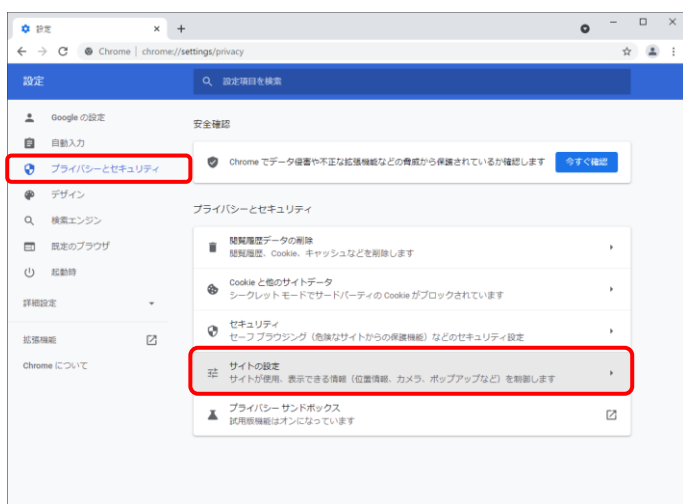 設定
Chrome | chrome://settings/privacy
設定
設定項目を検索
Google の設定
自動入力
プライバシーとセキュリティ
デザイン
検索エンジン
既定のブラウザ
起動時
詳細設定
拡張機能
Chrome について
安全確認
Chrome でデータ侵害や不正な拡張機能などの脅威から保護されているか確認します
今すぐ確認
プライバシーとセキュリティ
閲覧履歴データの削除
閲覧履歴、Cookie、キャッシュなどを削除します
Cookie と他のサイトデータ
シークレット モードでサードパーティの Cookie がブロックされています
セキュリティ
セーフ ブラウジング（危険なサイトからの保護機能）などのセキュリティ設定
サイトの設定
サイトが使用、表示できる情報（位置情報、カメラ、ポップアップなど）を制御します
プライバシー サンドボックス
試用版機能はオンになっています